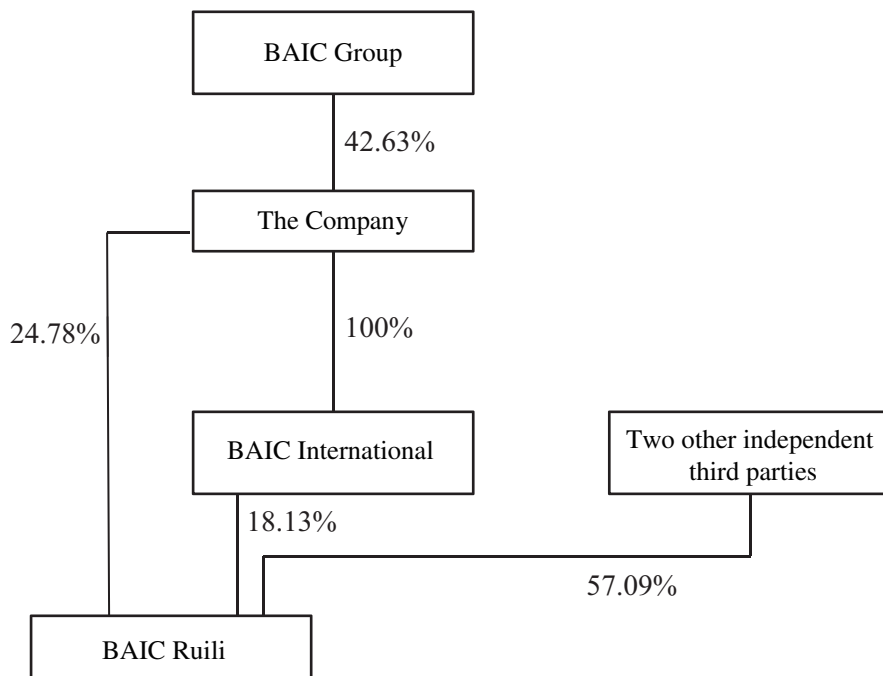 BAIC Group
42.63%
The Company
24.78%
100%
BAIC International
Two other independent
third parties
18.13%
57.09%
BAIC Ruili